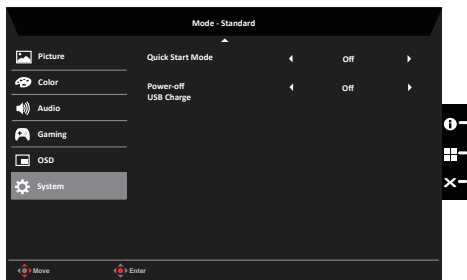 Mode - Standard
Picture
Color
Audio
Gaming
OSD
System
Quick Start Mode
Off
Power-off
USB Charge
Off
Move
Enter